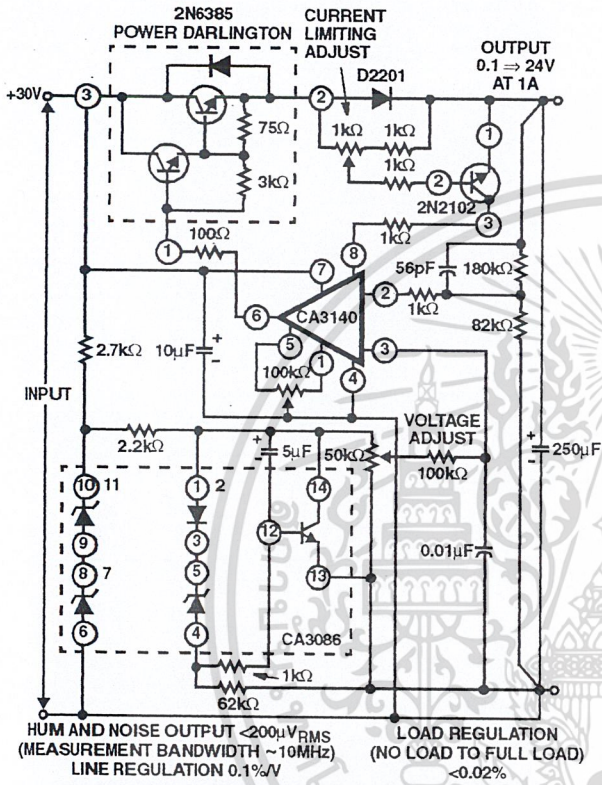 2N6385
POWER DARLINGTON
CURRENT
LIMITING
ADJUST
OUTPUT
0.1 ⇒ 24V
AT 1A
D2201
+30V
3
2
1kΩ
1kΩ
1kΩ
75Ω
3kΩ
1
2
2N2102
3
1
100Ω
8
1kΩ
56pF
180kΩ
7
6
CA3140
2
1kΩ
82kΩ
5
1
3
4
100kΩ
2.7kΩ
10μF
+
-
INPUT
2.2kΩ
+
-
5μF
50kΩ
VOLTAGE
ADJUST
100kΩ
+
-
250μF
10
11
1
2
14
9
3
12
8
7
5
13
0.01μF
6
4
CA3086
1kΩ
62kΩ
HUM AND NOISE OUTPUT <200μVRMS
(MEASUREMENT BANDWIDTH ~10MHz)
LINE REGULATION 0.1%/V
LOAD REGULATION
(NO LOAD TO FULL LOAD)
<0.02%